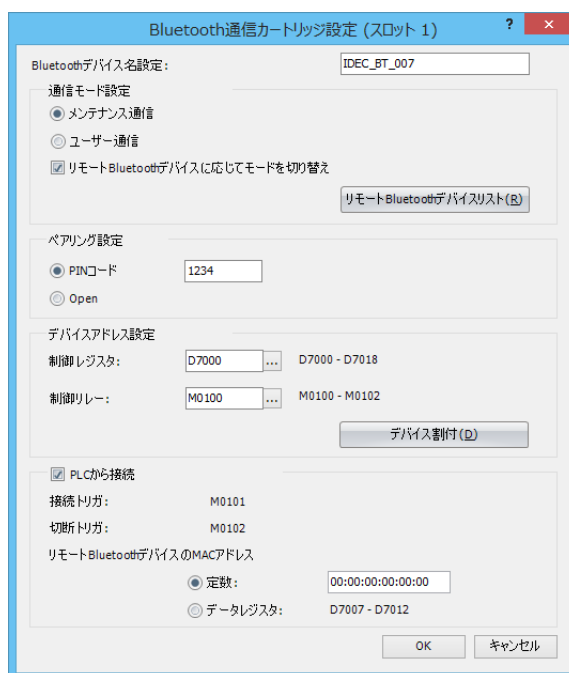 Bluetooth通信カートリッジ設定 (スロット 1)
? ×
Bluetoothデバイス名設定: IDEC_BT_007
通信モード設定
メンテナンス通信
ユーザー通信
リモートBluetoothデバイスに応じてモードを切り替え
リモートBluetoothデバイスリスト(R)
ペアリング設定
PINコード 1234
Open
デバイスアドレス設定
制御レジスタ: D7000 ... D7000 - D7018
制御リレー: M0100 ... M0100 - M0102
デバイス割付(D)
PLCから接続
接続トリガ: M0101
切断トリガ: M0102
リモートBluetoothデバイスのMACアドレス
定数: 00:00:00:00:00:00
データレジスタ: D7007 - D7012
OK キャンセル